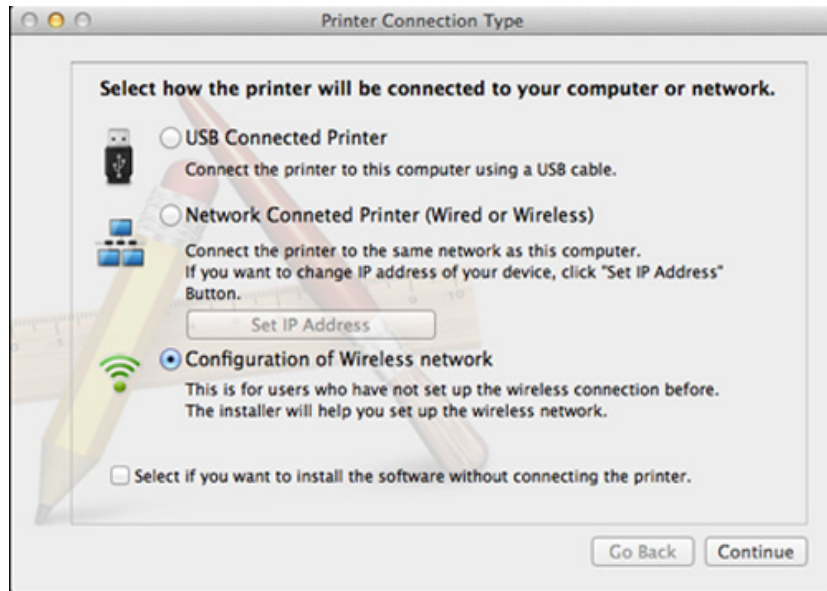 Printer Connection Type
Select how the printer will be connected to your computer or network.
USB Connected Printer
Connect the printer to this computer using a USB cable.
Network Conneted Printer (Wired or Wireless)
Connect the printer to the same network as this computer.
If you want to change IP address of your device, click "Set IP Address"
Button.
Set IP Address
Configuration of Wireless network
This is for users who have not set up the wireless connection before.
The installer will help you set up the wireless network.
Select if you want to install the software without connecting the printer.
Go Back
Continue